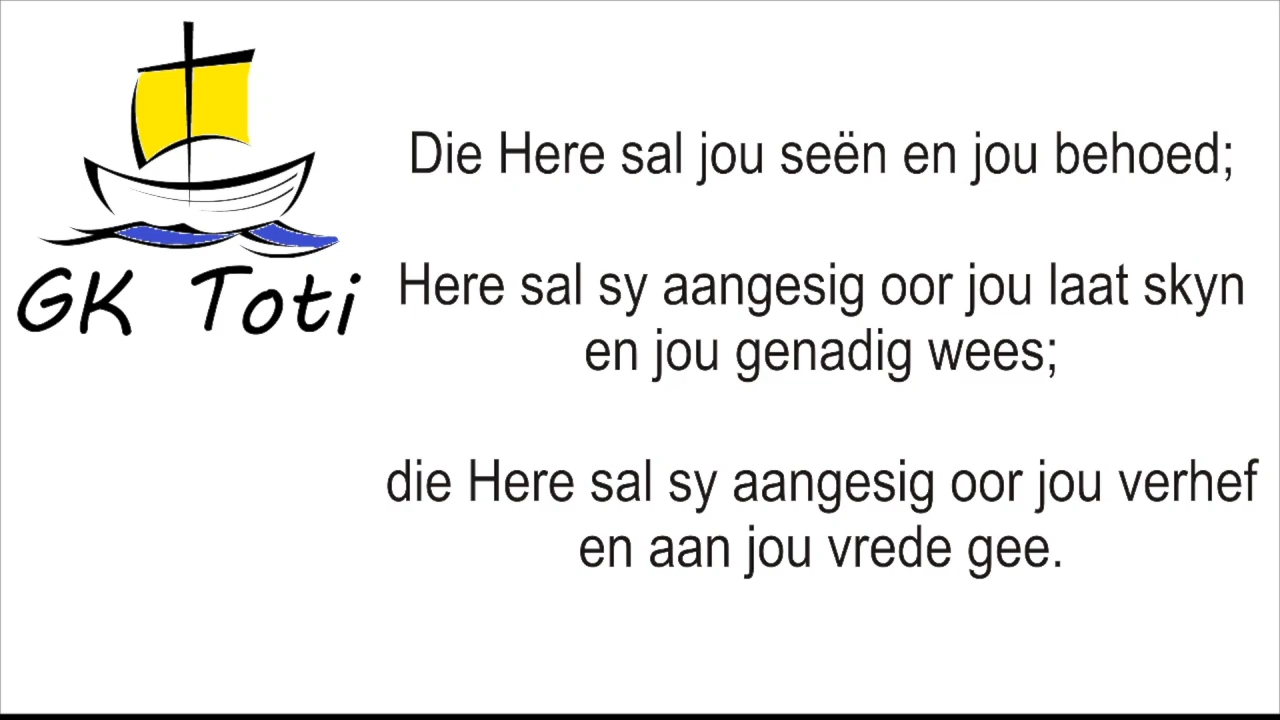 GK Toti
Die Here sal jou seën en jou behoed;
Here sal sy aangesig oor jou laat skyn
en jou genadig wees;
die Here sal sy aangesig oor jou verhef
en aan jou vrede gee.